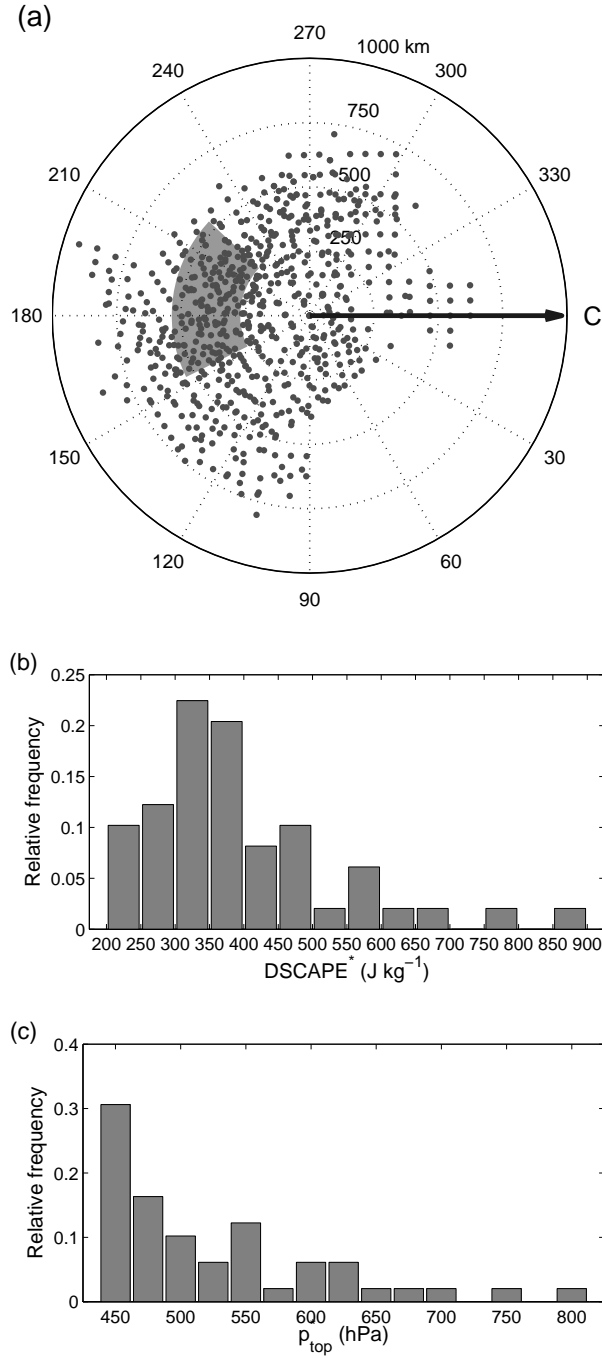 (a)
270
1000 km
240
300
750
210
500
330
250
180
C
150
30
120
60
90
(b)
0.25
0.2
0.15
0.1
0.05
0
Relative frequency
200 250 300 350 400 450 500 550 600 650 700 750 800 850 900
DSCAPE* (J kg⁻¹)
(c)
0.4
0.3
0.2
0.1
0
Relative frequency
450 500 550 600 650 700 750 800
p*top (hPa)